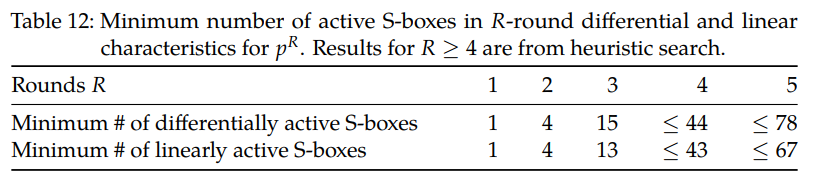 Table 12: Minimum number of active S-boxes in R-round differential and linear
characteristics for p^R. Results for R ≥ 4 are from heuristic search.
Rounds R 1 2 3 4 5
Minimum # of differentially active S-boxes 1 4 15 ≤ 44 ≤ 78
Minimum # of linearly active S-boxes 1 4 13 ≤ 43 ≤ 67